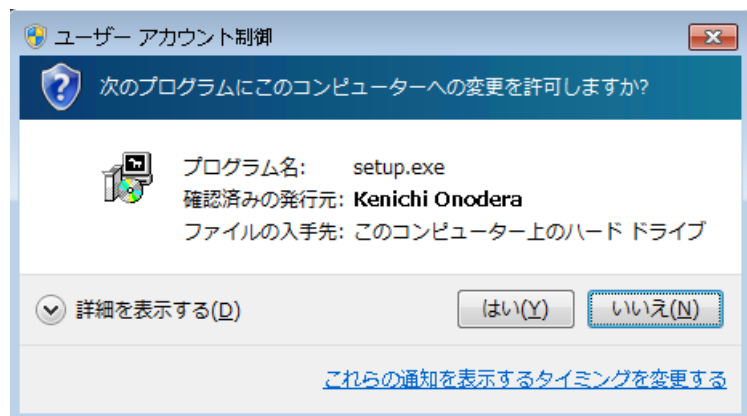 ユーザー アカウント制御
次のプログラムにこのコンピューターへの変更を許可しますか?
プログラム名: setup.exe
確認済みの発行元: Kenichi Onodera
ファイルの入手先: このコンピューター上のハード ドライブ
詳細を表示する(D) はい(Y) いいえ(N)
これらの通知を表示するタイミングを変更する